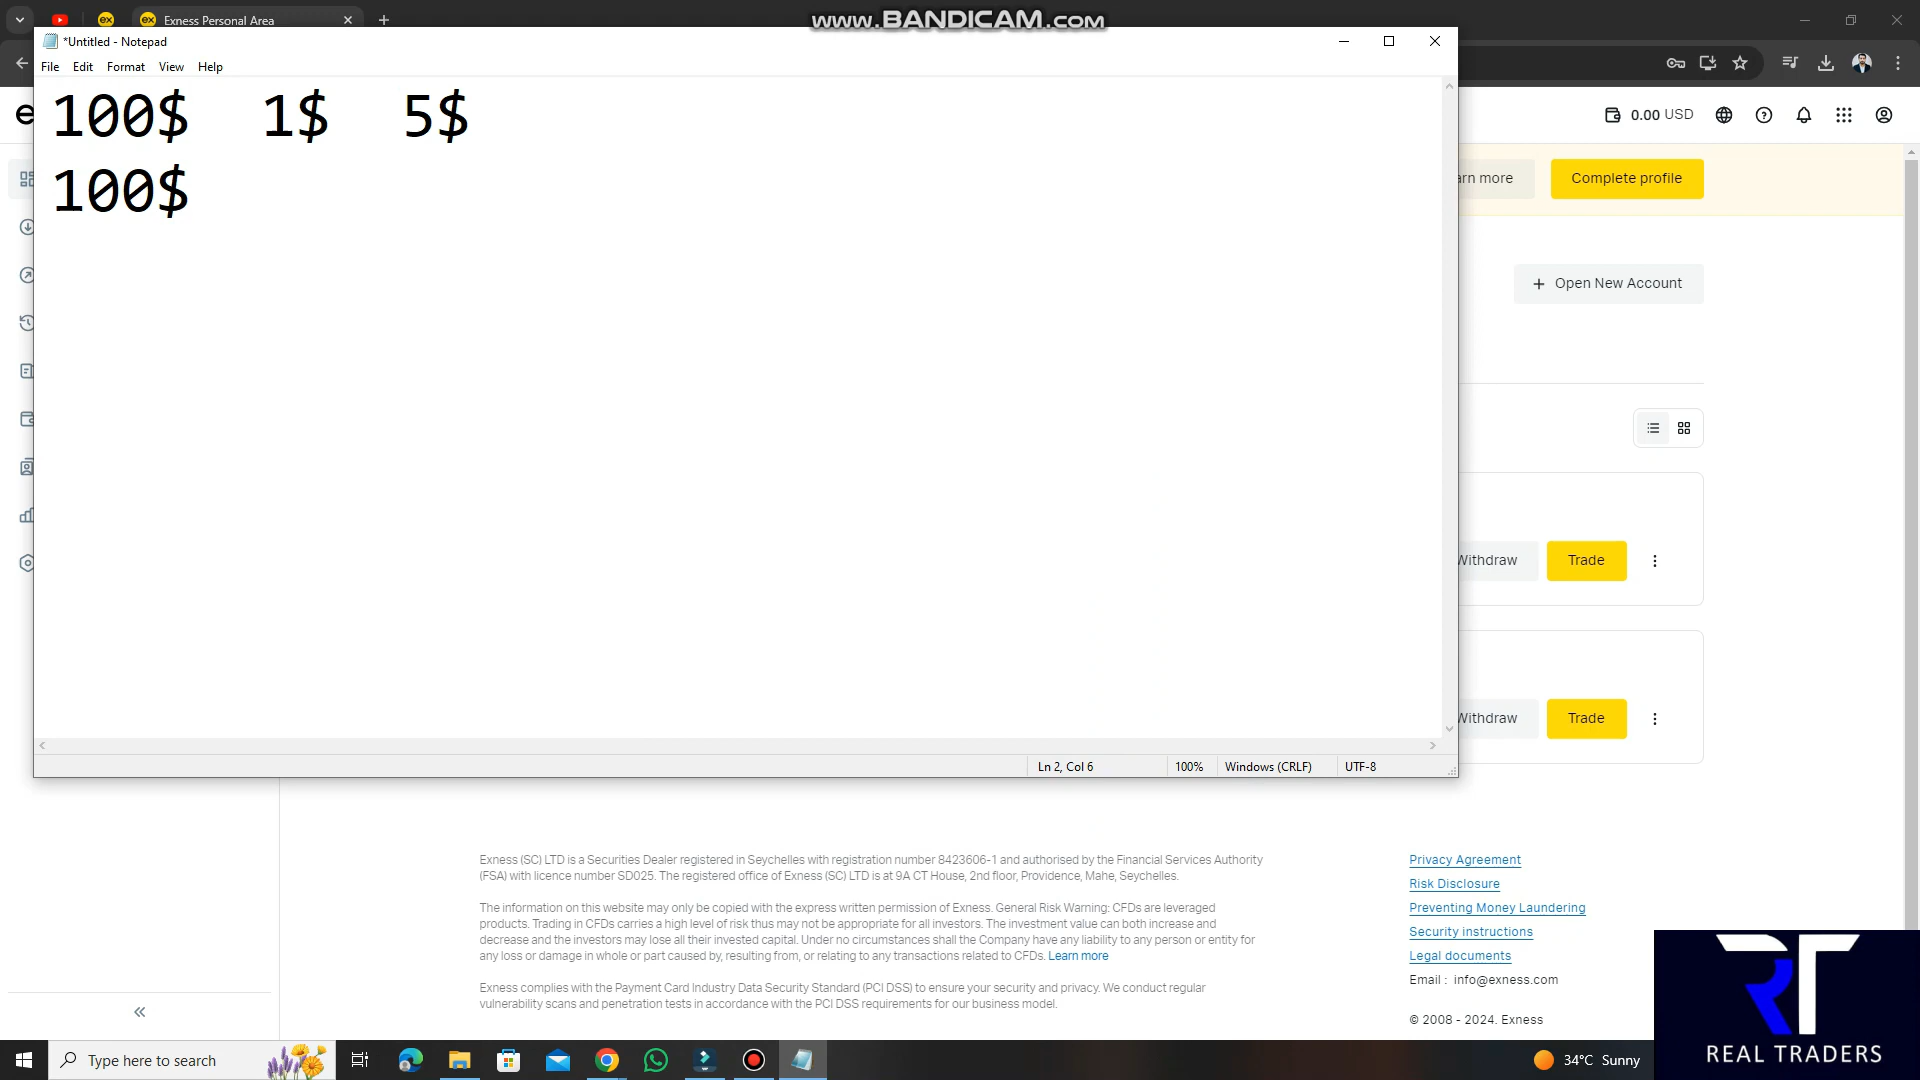 Exness Personal Area
www.BANDICAM.com
*Untitled - Notepad
File Edit Format View Help
100$ 1$ 5$
100$
0.00 USD
Complete profile
Open New Account
Withdraw Trade
Withdraw Trade
Ln 2, Col 6 100% Windows (CRLF) UTF-8
Exness (SC) LTD is a Securities Dealer registered in Seychelles with registration number 8423606-1 and authorised by the Financial Services Authority
(FSA) with licence number SD025. The registered office of Exness (SC) LTD is at 9A CT House, 2nd floor, Providence, Mahe, Seychelles.
The information on this website may only be copied with the express written permission of Exness. General Risk Warning: CFDs are leveraged
products. Trading in CFDs carries a high level of risk thus may not be appropriate for all investors. The investment value can both increase and
decrease and the investors may lose all their invested capital. Under no circumstances shall the Company have any liability to any person or entity for
any loss or damage in whole or part caused by, resulting from, or relating to any transactions related to CFDs. Learn more
Exness complies with the Payment Card Industry Data Security Standard (PCI DSS) to ensure your security and privacy. We conduct regular
vulnerability scans and penetration tests in accordance with the PCI DSS requirements for our business model.
Privacy Agreement
Risk Disclosure
Preventing Money Laundering
Security instructions
Legal documents
Email : info@exness.com
© 2008 - 2024. Exness
RT
REAL TRADERS
Type here to search
34°C Sunny